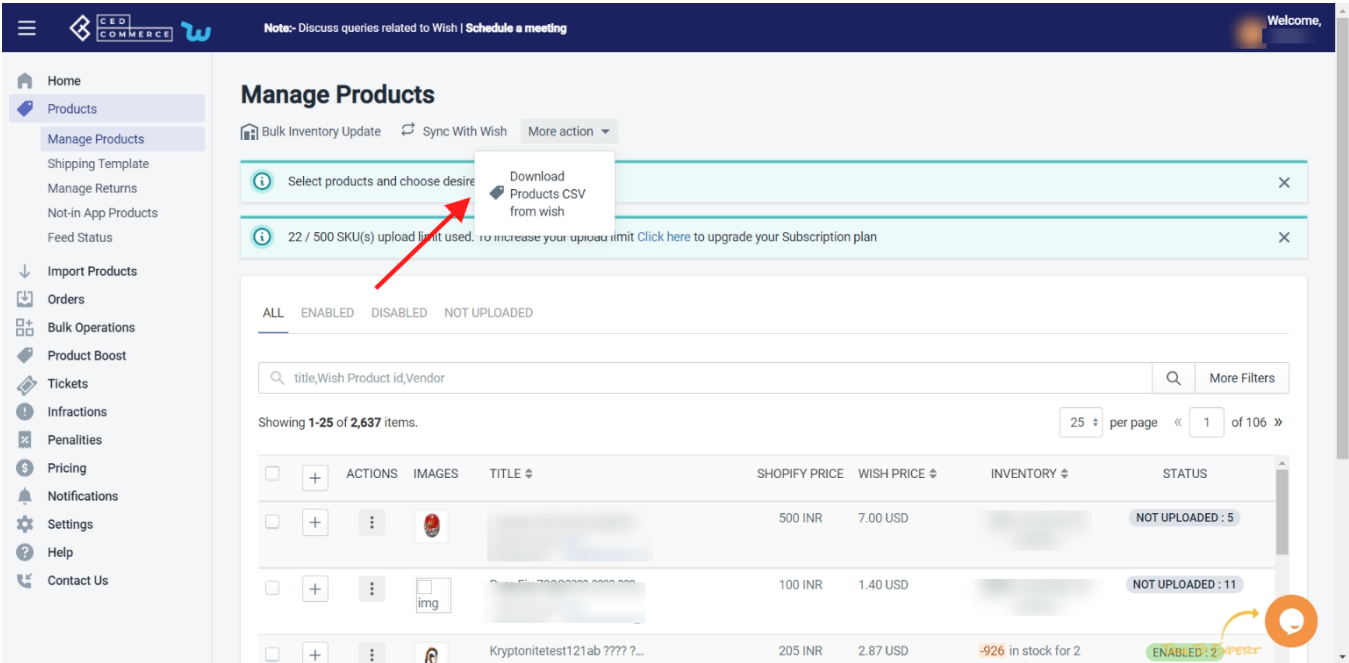 CED COMMERCE
Note:- Discuss queries related to Wish | Schedule a meeting
Welcome,
Home
Products
Manage Products
Shipping Template
Manage Returns
Not-in App Products
Feed Status
Import Products
Orders
Bulk Operations
Product Boost
Tickets
Infractions
Penalities
Pricing
Notifications
Settings
Help
Contact Us
Manage Products
Bulk Inventory Update
Sync With Wish
More action
Download
Products CSV
from wish
Select products and choose desire
22 / 500 SKU(s) upload limit used. To increase your upload limit Click here to upgrade your Subscription plan
ALL ENABLED DISABLED NOT UPLOADED
title,Wish Product id,Vendor
More Filters
Showing 1-25 of 2,637 items.
25 per page « 1 of 106 »
ACTIONS IMAGES TITLE SHOPIFY PRICE WISH PRICE INVENTORY STATUS
500 INR 7.00 USD NOT UPLOADED : 5
img 100 INR 1.40 USD NOT UPLOADED : 11
Kryptonitetest121ab ???? ?... 205 INR 2.87 USD -926 in stock for 2 ENABLED : 2